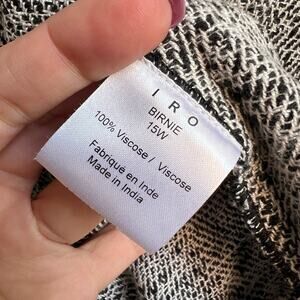 I R O
BIRNIE
15W
100% Viscose / Viscose
Fabriqué en Inde
Made in India